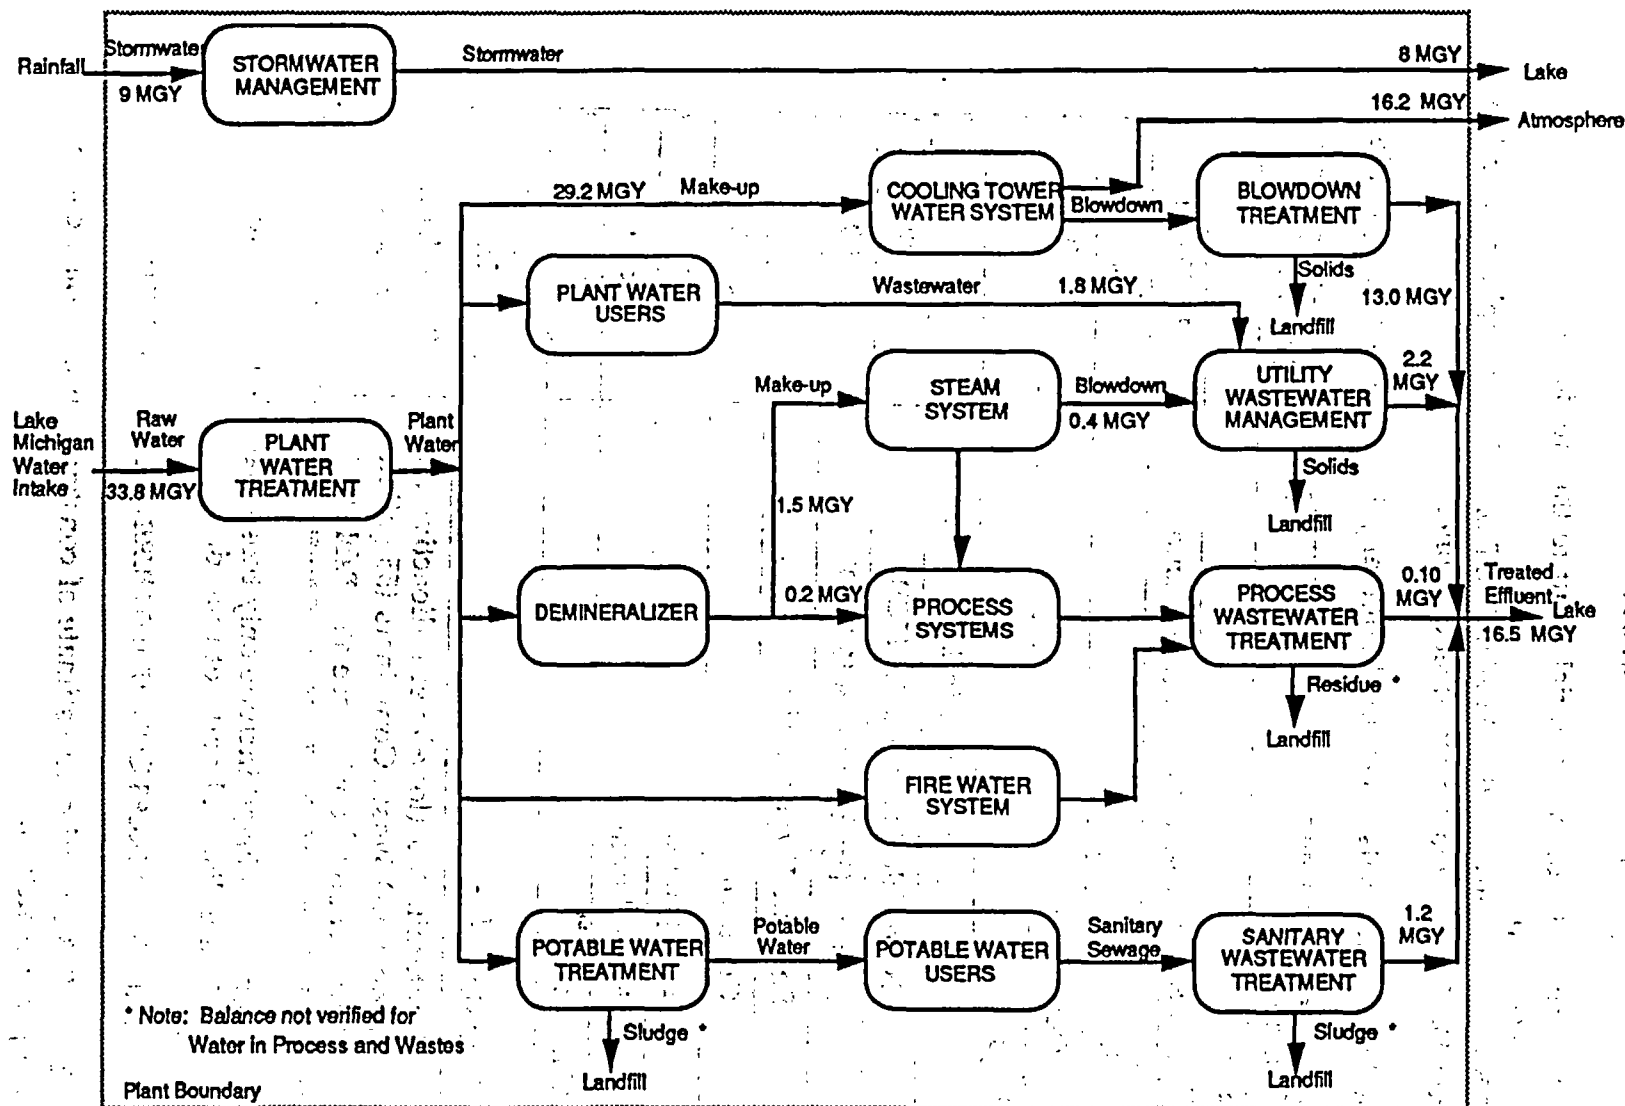 Rainfall
Stormwater
9 MGY
STORMWATER
MANAGEMENT
Stormwater
8 MGY
Lake
16.2 MGY
Atmosphere
29.2 MGY
Make-up
COOLING TOWER
WATER SYSTEM
Blowdown
BLOWDOWN
TREATMENT
Solids
Landfill
13.0 MGY
PLANT WATER
USERS
Wastewater
1.8 MGY
Make-up
STEAM
SYSTEM
Blowdown
0.4 MGY
UTILITY
WASTEWATER
MANAGEMENT
2.2
MGY
Solids
Landfill
Lake
Michigan
Water
Intake
Raw
Water
33.8 MGY
PLANT
WATER
TREATMENT
Plant
Water
1.5 MGY
DEMINERALIZER
0.2 MGY
PROCESS
SYSTEMS
PROCESS
WASTEWATER
TREATMENT
0.10
MGY
Treated
Effluent
Lake
16.5 MGY
Residue *
Landfill
FIRE WATER
SYSTEM
POTABLE WATER
TREATMENT
Potable
Water
POTABLE WATER
USERS
Sanitary
Sewage
SANITARY
WASTEWATER
TREATMENT
1.2
MGY
Sludge *
Landfill
Sludge *
Landfill
* Note: Balance not verified for
Water in Process and Wastes
Plant Boundary